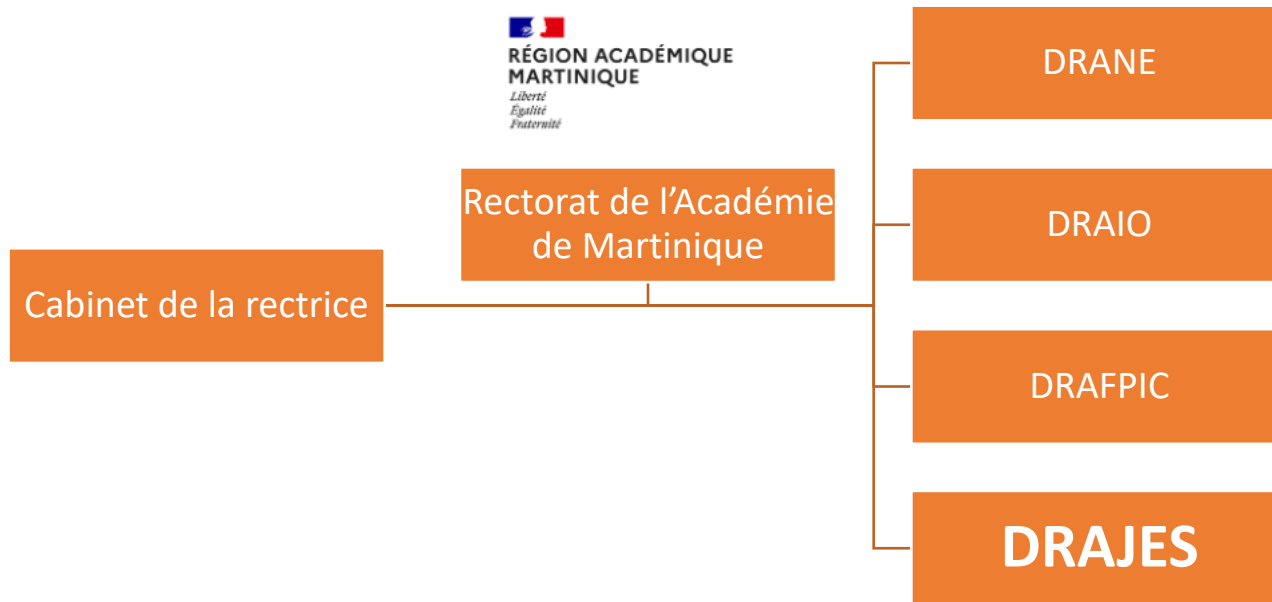 RÉGION ACADÉMIQUE
MARTINIQUE
Liberté
Égalité
Fraternité
Cabinet de la rectrice
Rectorat de l’Académie
de Martinique
DRANE
DRAIO
DRAFPIC
DRAJES